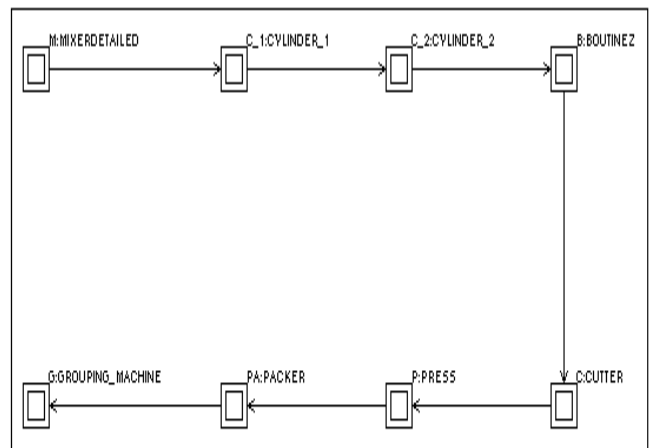 M:MIXERDETAILED
C_1:CYLINDER_1
C_2:CYLINDER_2
B:BOUTINEZ
G:GROUPING_MACHINE
PA:PACKER
P:PRESS
C:CUTTER